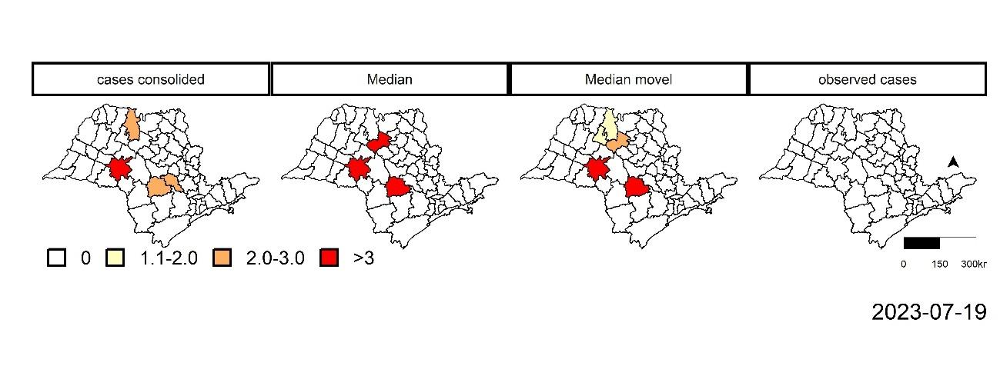 cases consolided
Median
Median movel
observed cases
0 1.1-2.0 2.0-3.0 >3
0 150 300kr
2023-07-19